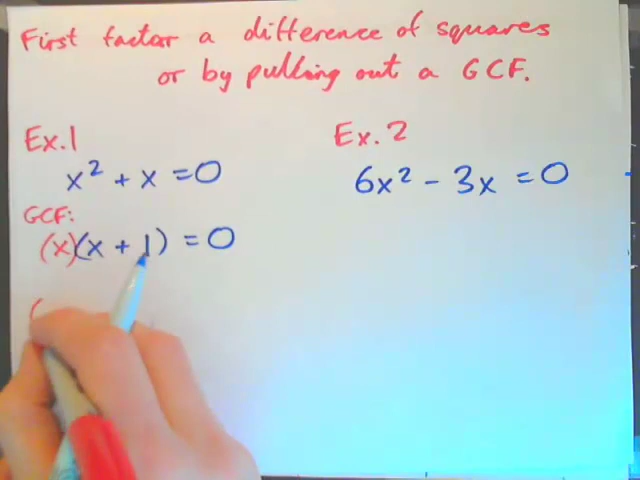 First factor a difference of squares
or by pulling out a GCF.
Ex.1
x² + x = 0
GCF:
(x)(x + 1) = 0
(
Ex. 2
6x² - 3x = 0